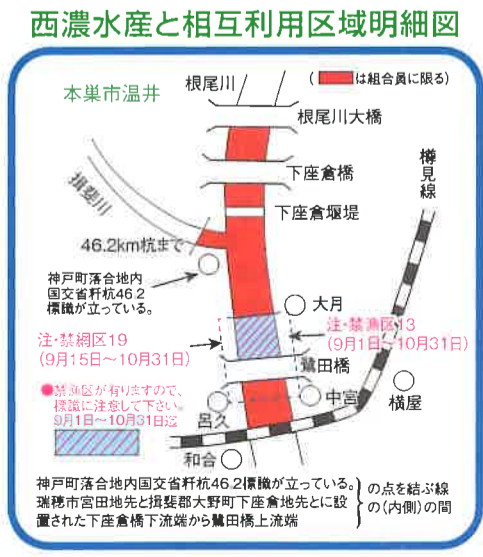 西濃水産と相互利用区域明細図
(は組合員に限る)
根尾川
本巣市温井
根尾川大橋
樽見線
下座倉橋
揖斐川
下座倉堰堤
46.2km杭まで
神戸町落合地内
国交省粁杭46.2
標識が立っている。
大月
注・禁網区19
(9月15日〜10月31日)
注・禁漁区13
(9月1日〜10月31日)
鷺田橋
●禁漁区が有りますので、
標識に注意して下さい。
9月1日〜10月31日迄
呂久
中宮
横屋
和合
神戸町落合地内国交省粁杭46.2標識が立っている。
瑞穂市宮田地先と揖斐郡大野町下座倉地先とに設
置された下座倉橋下流端から鷺田橋上流端
の点を結ぶ線
の(内側)の間